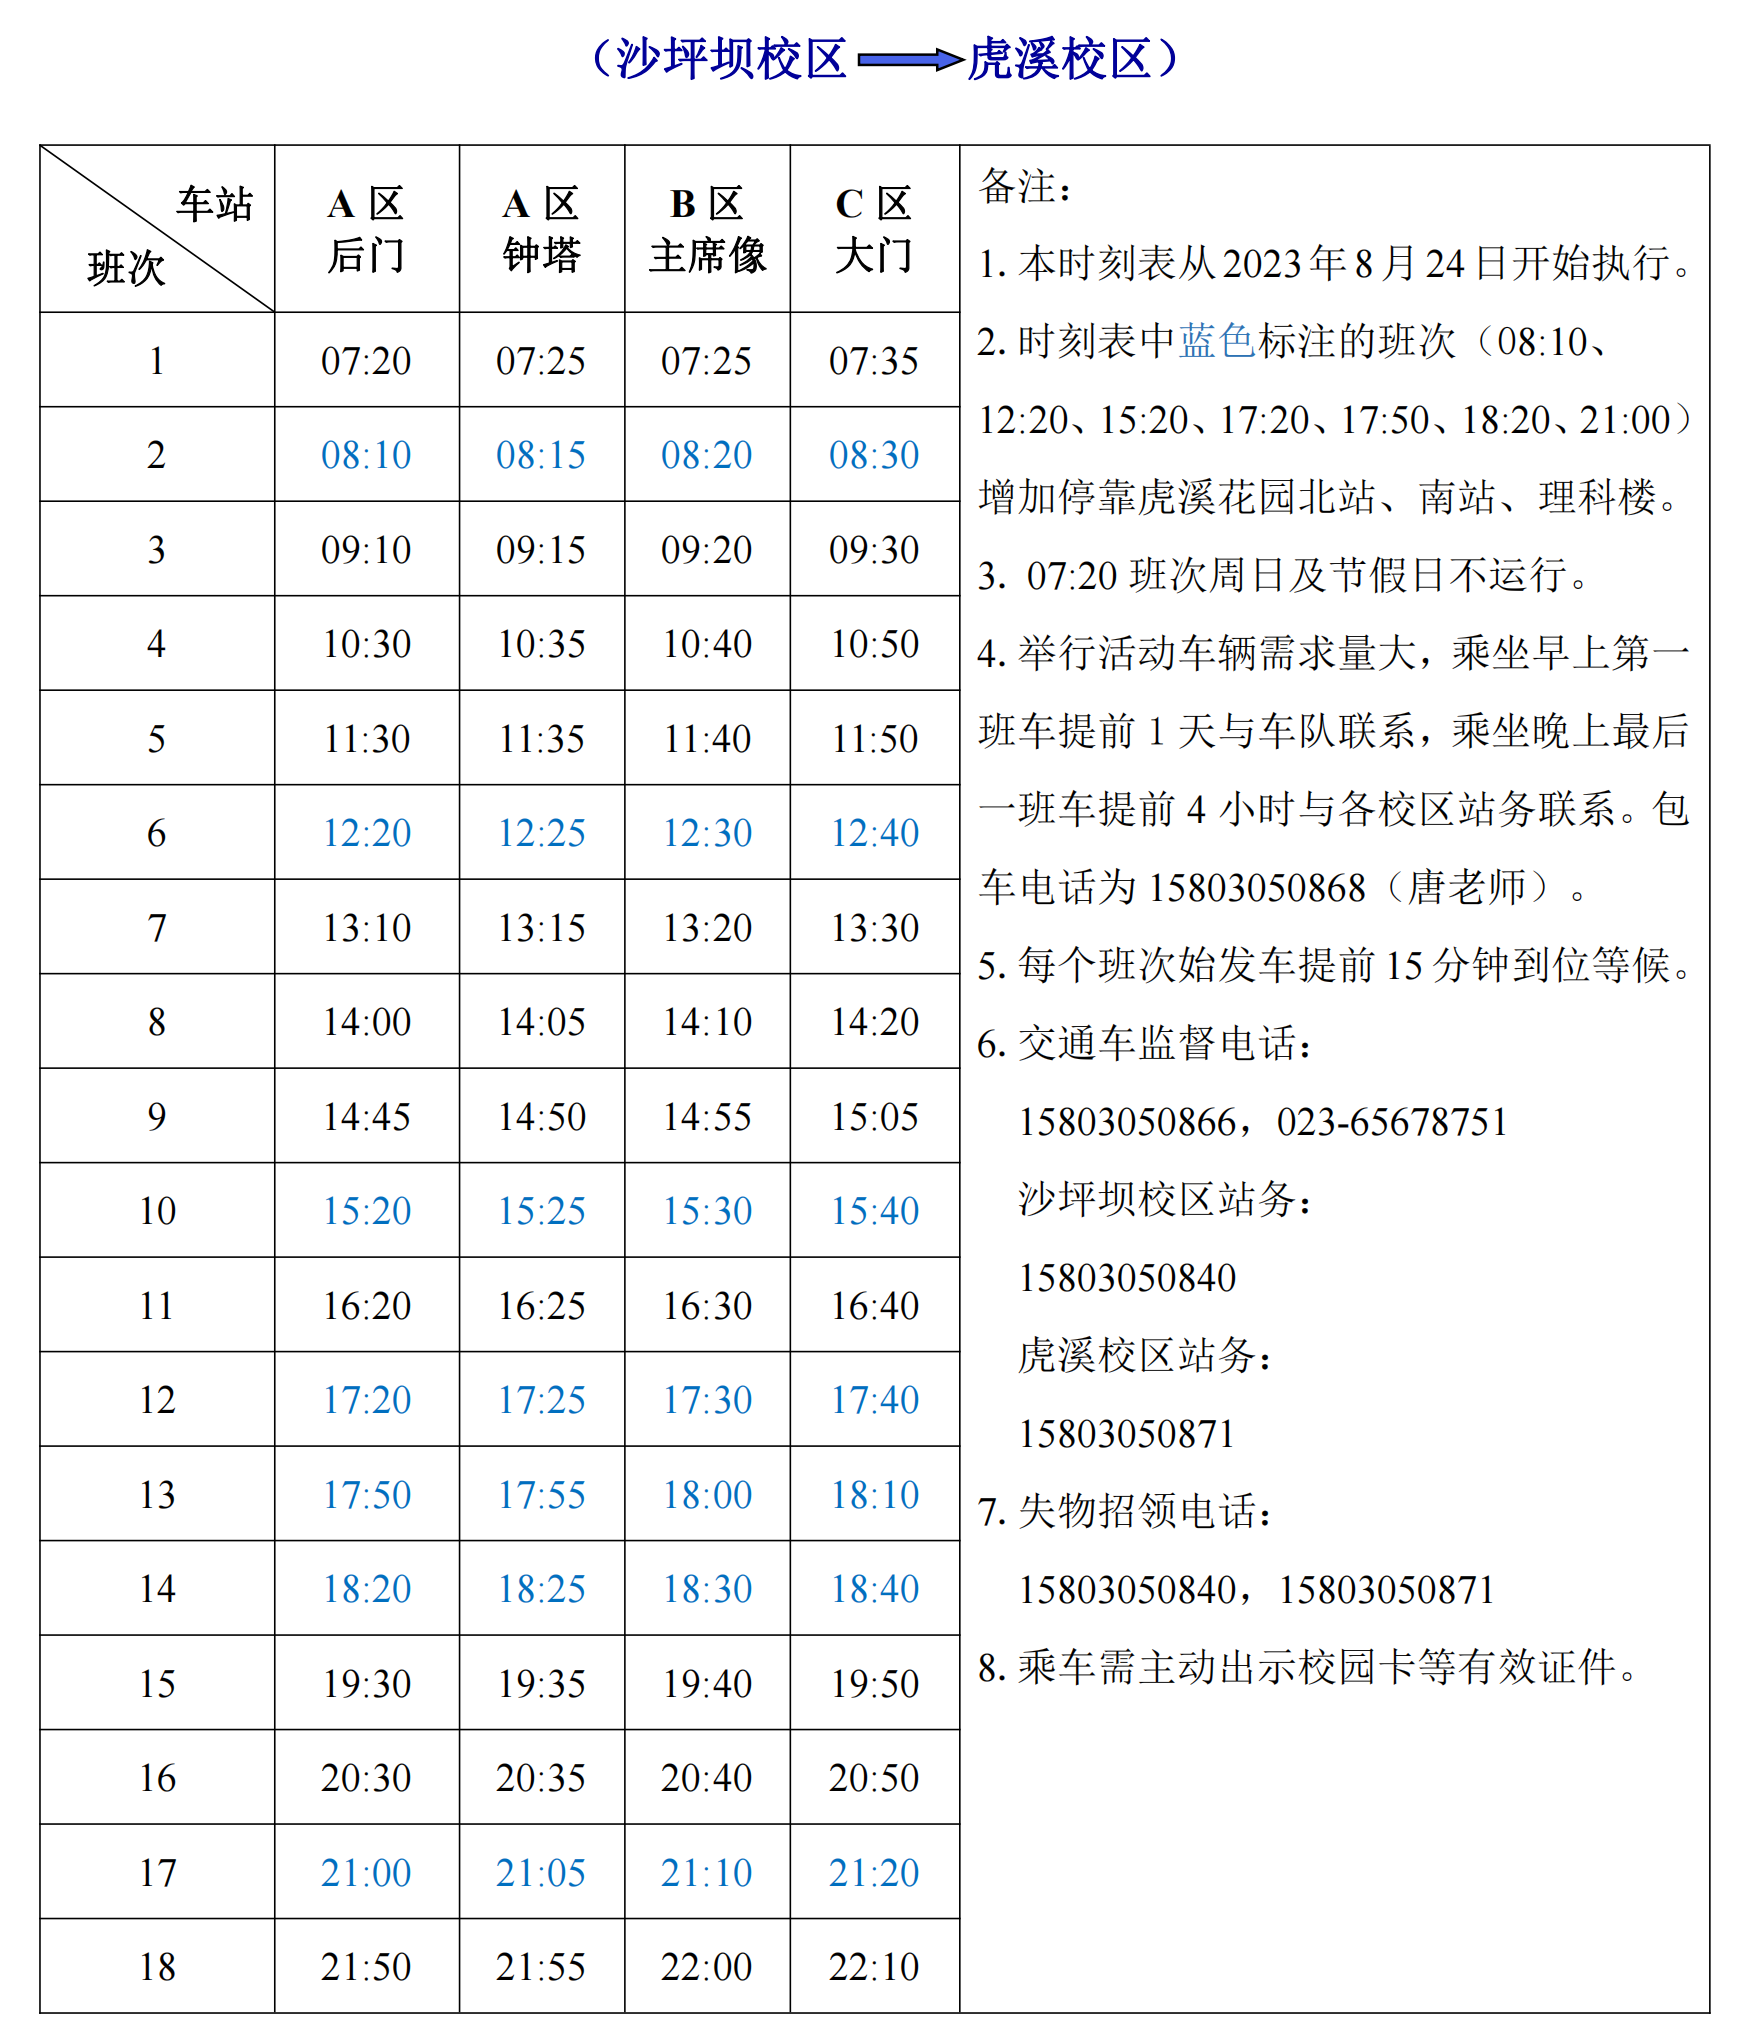 （沙坪坝校区 虎溪校区）
车站 班次 A 区后门 A 区钟塔 B 区主席像 C 区大门
1 07:20 07:25 07:25 07:35
2 08:10 08:15 08:20 08:30
3 09:10 09:15 09:20 09:30
4 10:30 10:35 10:40 10:50
5 11:30 11:35 11:40 11:50
6 12:20 12:25 12:30 12:40
7 13:10 13:15 13:20 13:30
8 14:00 14:05 14:10 14:20
9 14:45 14:50 14:55 15:05
10 15:20 15:25 15:30 15:40
11 16:20 16:25 16:30 16:40
12 17:20 17:25 17:30 17:40
13 17:50 17:55 18:00 18:10
14 18:20 18:25 18:30 18:40
15 19:30 19:35 19:40 19:50
16 20:30 20:35 20:40 20:50
17 21:00 21:05 21:10 21:20
18 21:50 21:55 22:00 22:10
备注：
1. 本时刻表从 2023 年 8 月 24 日开始执行。
2. 时刻表中蓝色标注的班次（08:10、
12:20、15:20、17:20、17:50、18:20、21:00）
增加停靠虎溪花园北站、南站、理科楼。
3. 07:20 班次周日及节假日不运行。
4. 举行活动车辆需求量大，乘坐早上第一
班车提前 1 天与车队联系，乘坐晚上最后
一班车提前 4 小时与各校区站务联系。包
车电话为 15803050868（唐老师）。
5. 每个班次始发车提前 15 分钟到位等候。
6. 交通车监督电话：
15803050866，023-65678751
沙坪坝校区站务：
15803050840
虎溪校区站务：
15803050871
7. 失物招领电话：
15803050840，15803050871
8. 乘车需主动出示校园卡等有效证件。